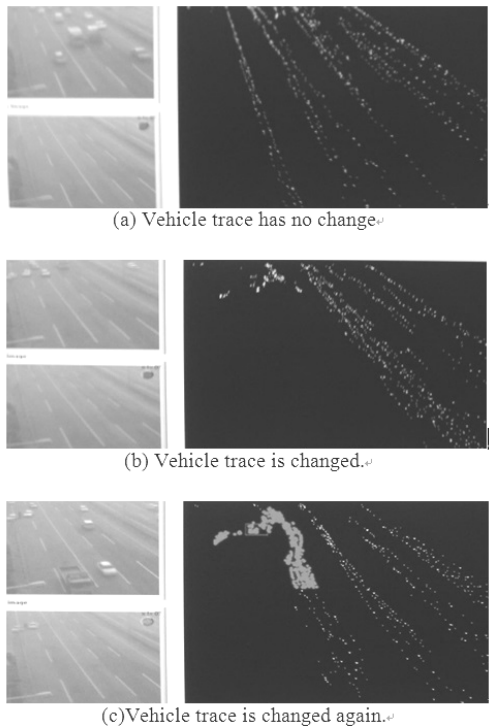 (a) Vehicle trace has no change↵
(b) Vehicle trace is changed.↵
(c)Vehicle trace is changed again.↵